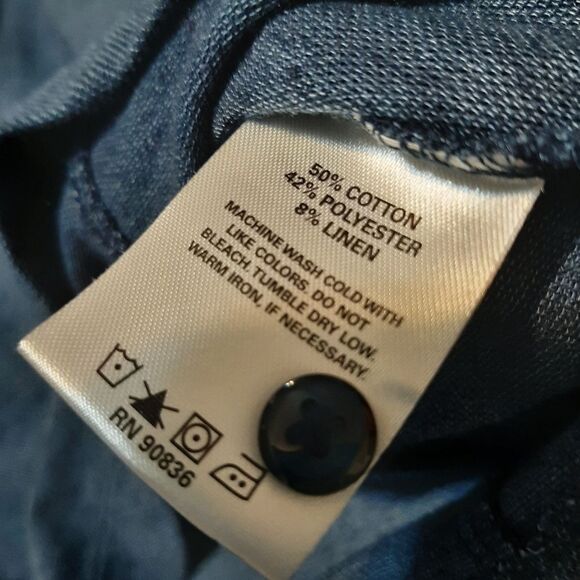 50% COTTON
42% POLYESTER
8% LINEN
MACHINE WASH COLD WITH
LIKE COLORS. DO NOT
BLEACH. TUMBLE DRY LOW.
WARM IRON, IF NECESSARY.
RN 90836